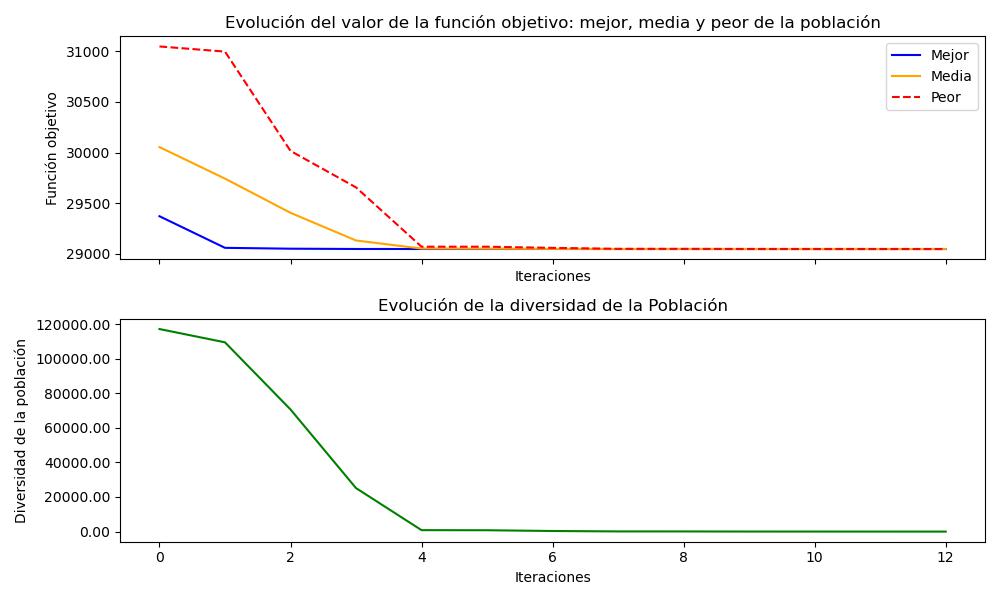 Evolución del valor de la función objetivo: mejor, media y peor de la población
31000
30500
30000
29500
29000
Función objetivo
Mejor
Media
Peor
Iteraciones
Evolución de la diversidad de la Población
120000.00
100000.00
80000.00
60000.00
40000.00
20000.00
0.00
Diversidad de la población
0 2 4 6 8 10 12
Iteraciones